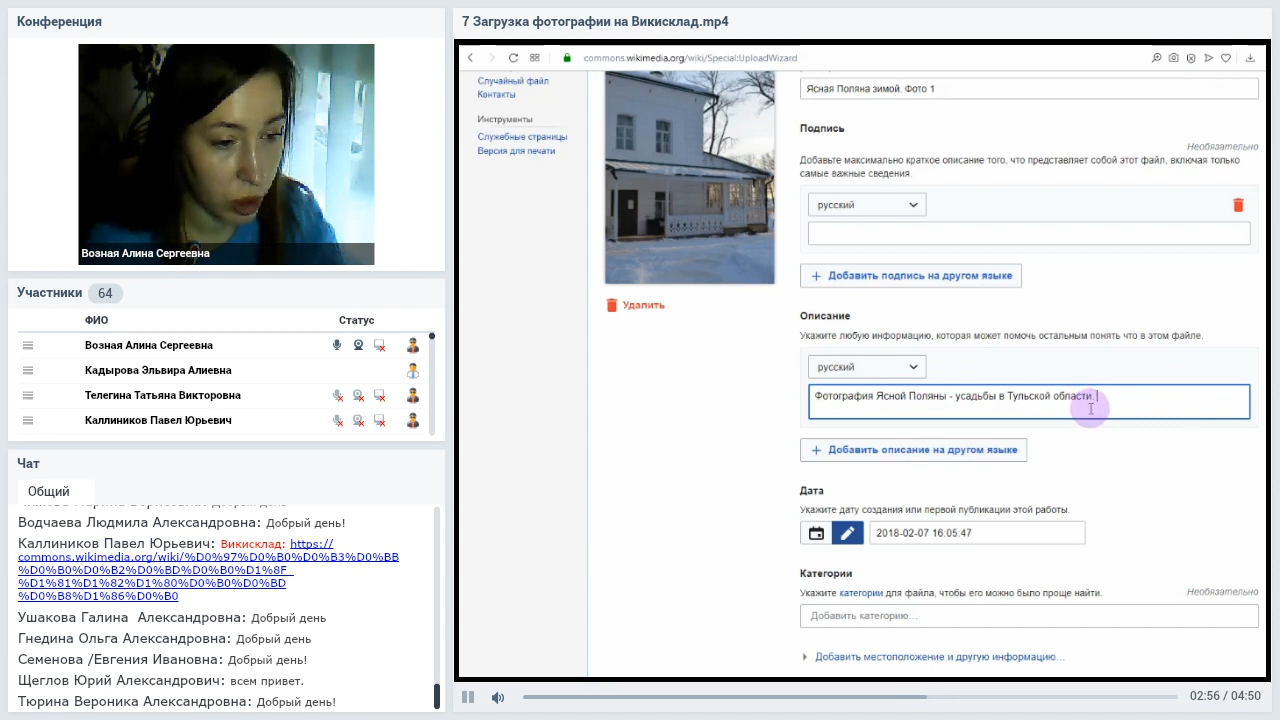 Конференция
Возная Алина Сергеевна
Участники 64
ФИО Статус
Возная Алина Сергеевна
Кадырова Эльвира Алиевна
Телегина Татьяна Викторовна
Каллиников Павел Юрьевич
Чат
Общий
Водчаева Людмила Александровна: Добрый день!
Каллиников Павел Юрьевич: Викисклад: https://
commons.wikimedia.org/wiki/%D0%97%D0%B0%D0%B3%D0%BB
%D0%B0%D0%B2%D0%BD%D0%B0%D1%8F_
%D1%81%D1%82%D1%80%D0%B0%D0%BD
%D0%B8%D1%86%D0%B0
Ушакова Галина Александровна: Добрый день
Гнедина Ольга Александровна: Добрый день
Семенова /Евгения Ивановна: Добрый день!
Щеглов Юрий Александрович: всем привет.
Тюрина Вероника Александровна: Добрый день!
7 Загрузка фотографии на Викисклад.mp4
commons.wikimedia.org/wiki/Special:UploadWizard
Случайный файл
Контакты
Инструменты
Служебные страницы
Версия для печати
Удалить
Ясная Поляна зимой. Фото 1
Подпись
Необязательно
Добавьте максимально краткое описание того, что представляет собой этот файл, включая только
самые важные сведения.
русский
+ Добавить подпись на другом языке
Описание
Укажите любую информацию, которая может помочь остальным понять что в этом файле.
русский
Фотография Ясной Поляны - усадьбы в Тульской области.
+ Добавить описание на другом языке
Дата
Укажите дату создания или первой публикации этой работы.
2018-02-07 16:05:47
Категории
Укажите категории для файла, чтобы его можно было проще найти.
Необязательно
Добавить категорию...
Добавить местоположение и другую информацию...
02:56 / 04:50